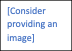 [Consider
providing an
image]